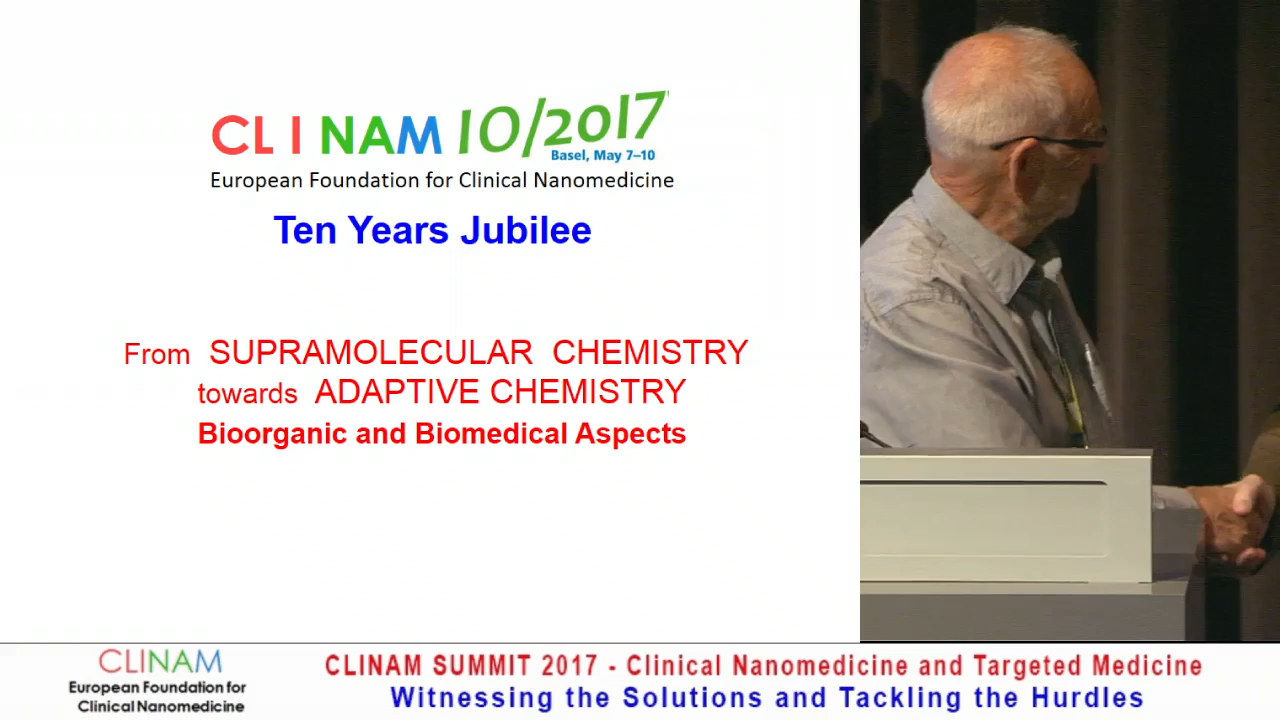 CLINAM 10/2017
Basel, May 7–10
European Foundation for Clinical Nanomedicine
Ten Years Jubilee
From SUPRAMOLECULAR CHEMISTRY
towards ADAPTIVE CHEMISTRY
Bioorganic and Biomedical Aspects
CLINAM
European Foundation for
Clinical Nanomedicine
CLINAM SUMMIT 2017 - Clinical Nanomedicine and Targeted Medicine
Witnessing the Solutions and Tackling the Hurdles